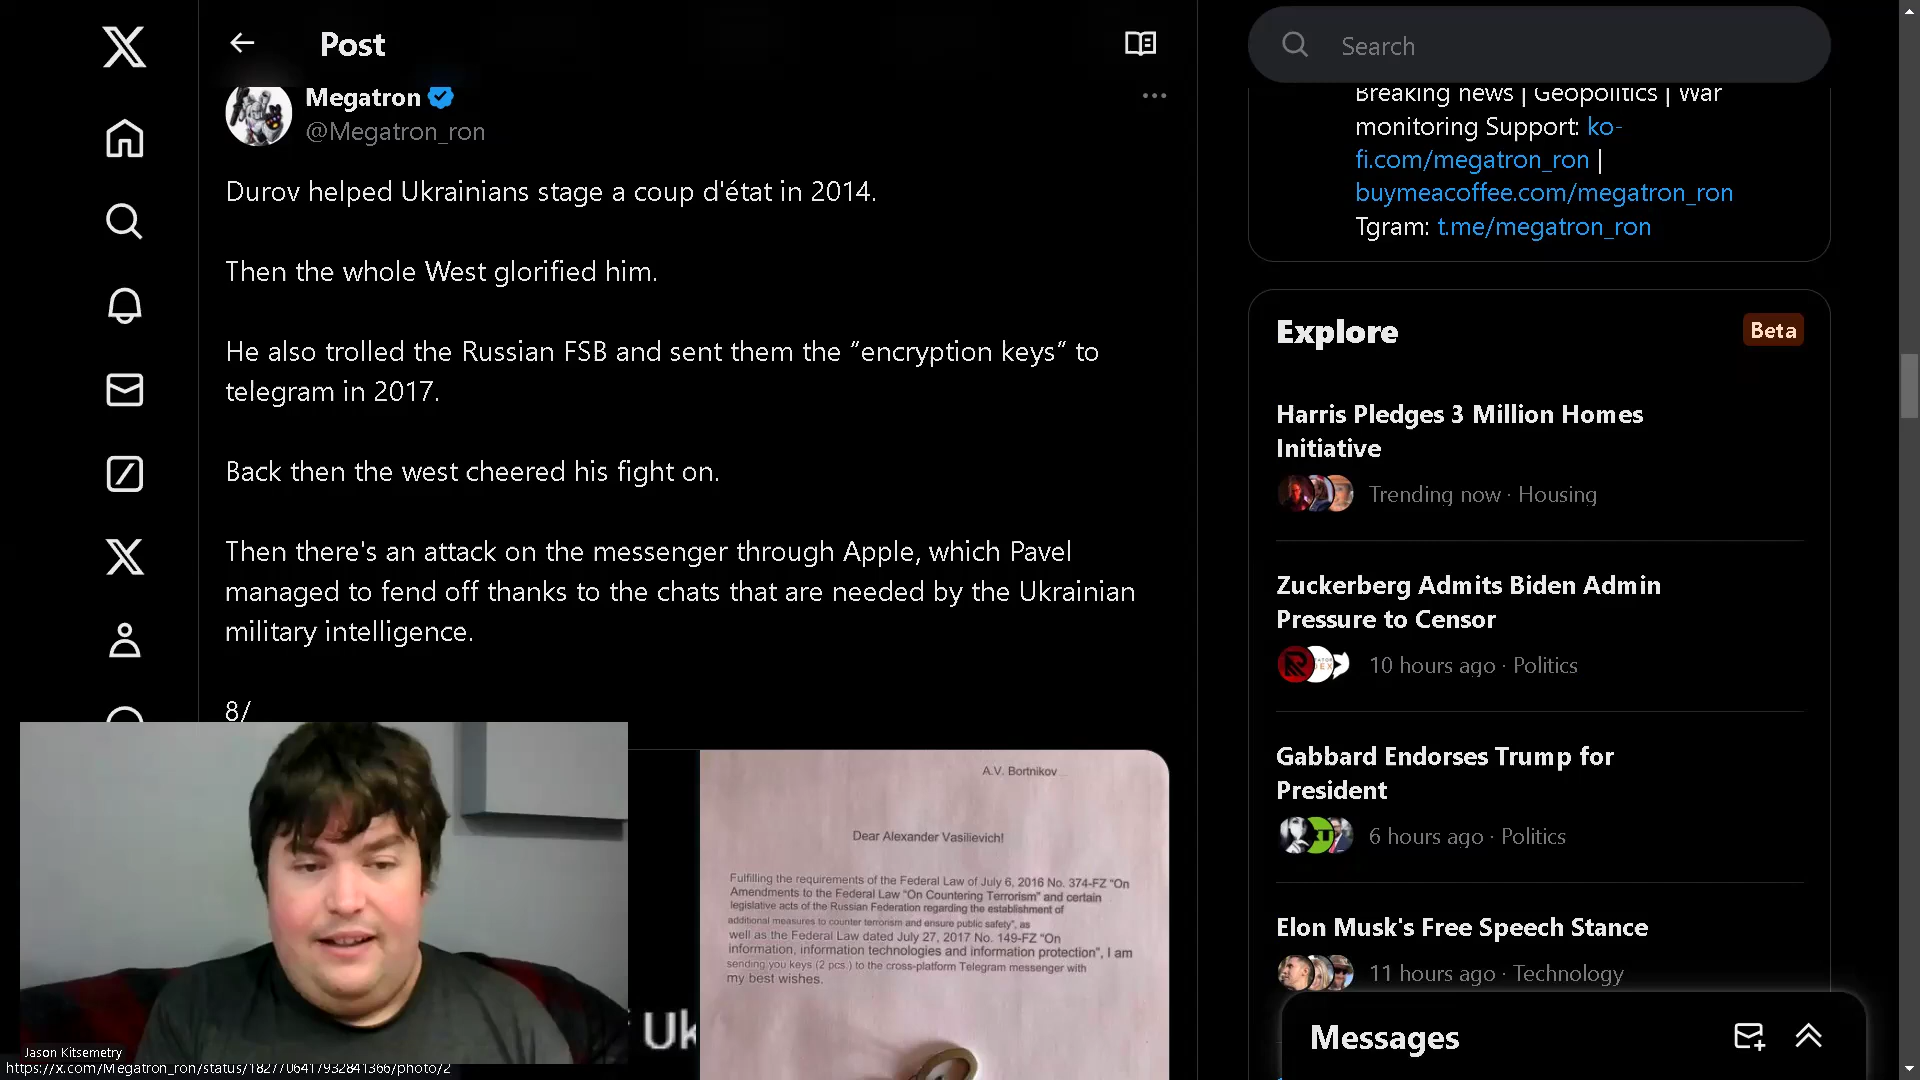 Post
Megatron
@Megatron_ron
Durov helped Ukrainians stage a coup d'état in 2014.
Then the whole West glorified him.
He also trolled the Russian FSB and sent them the “encryption keys“ to
telegram in 2017.
Back then the west cheered his fight on.
Then there's an attack on the messenger through Apple, which Pavel
managed to fend off thanks to the chats that are needed by the Ukrainian
military intelligence.
8/
A.V. Bortnikov
Dear Alexander Vasilievich!
Fulfilling the requirements of the Federal Law of July 6, 2016 No. 374-FZ "On
Amendments to the Federal Law "On Countering Terrorism" and certain
legislative acts of the Russian Federation regarding the establishment of
additional measures to counter terrorism and ensure public safety", as
well as the Federal Law dated July 27, 2017 No. 149-FZ "On
information, information technologies and information protection", I am
sending you keys (2 pcs.) to the cross-platform Telegram messenger with
my best wishes.
Uk
Jason Kitsemetry
https://x.com/Megatron_ron/status/1827706417932841366/photo/2
Search
Breaking news | Geopolitics | War
monitoring Support: ko-
fi.com/megatron_ron |
buymeacoffee.com/megatron_ron
Tgram: t.me/megatron_ron
Explore
Beta
Harris Pledges 3 Million Homes
Initiative
Trending now · Housing
Zuckerberg Admits Biden Admin
Pressure to Censor
10 hours ago · Politics
Gabbard Endorses Trump for
President
6 hours ago · Politics
Elon Musk's Free Speech Stance
11 hours ago · Technology
Messages